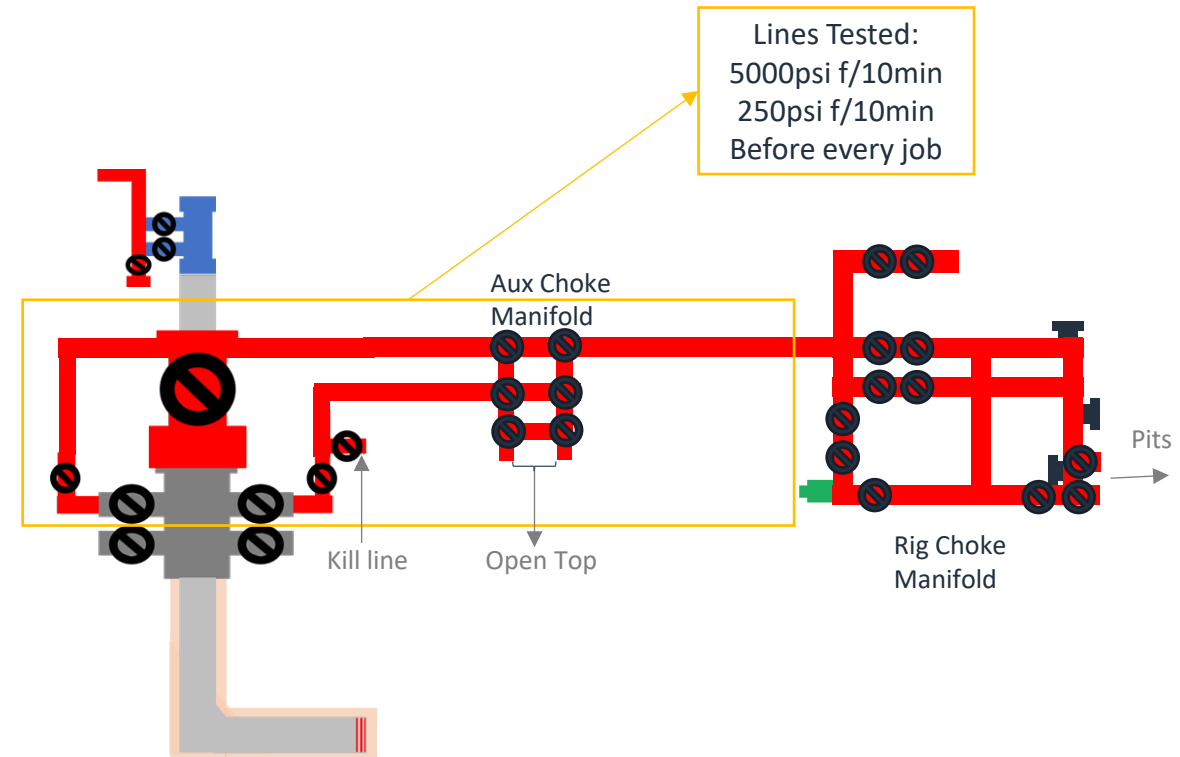 Lines Tested:
5000psi f/10min
250psi f/10min
Before every job
Aux Choke
Manifold
Pits
Kill line
Open Top
Rig Choke
Manifold